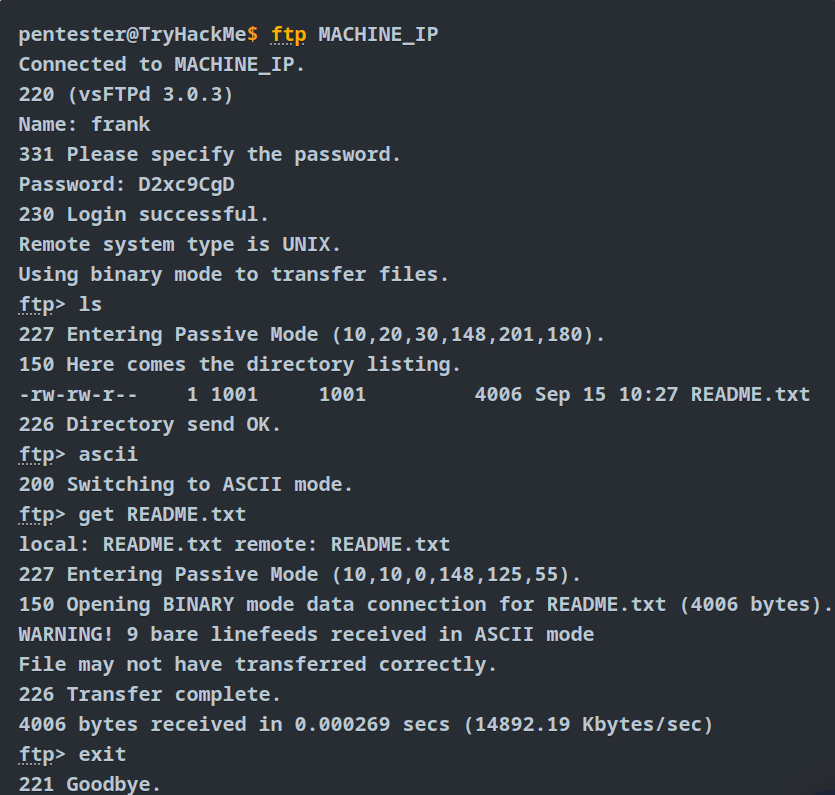 pentester@TryHackMe$ ftp MACHINE_IP
Connected to MACHINE_IP.
220 (vsFTPd 3.0.3)
Name: frank
331 Please specify the password.
Password: D2xc9CgD
230 Login successful.
Remote system type is UNIX.
Using binary mode to transfer files.
ftp> ls
227 Entering Passive Mode (10,20,30,148,201,180).
150 Here comes the directory listing.
-rw-rw-r--    1 1001     1001         4006 Sep 15 10:27 README.txt
226 Directory send OK.
ftp> ascii
200 Switching to ASCII mode.
ftp> get README.txt
local: README.txt remote: README.txt
227 Entering Passive Mode (10,10,0,148,125,55).
150 Opening BINARY mode data connection for README.txt (4006 bytes).
WARNING! 9 bare linefeeds received in ASCII mode
File may not have transferred correctly.
226 Transfer complete.
4006 bytes received in 0.000269 secs (14892.19 Kbytes/sec)
ftp> exit
221 Goodbye.